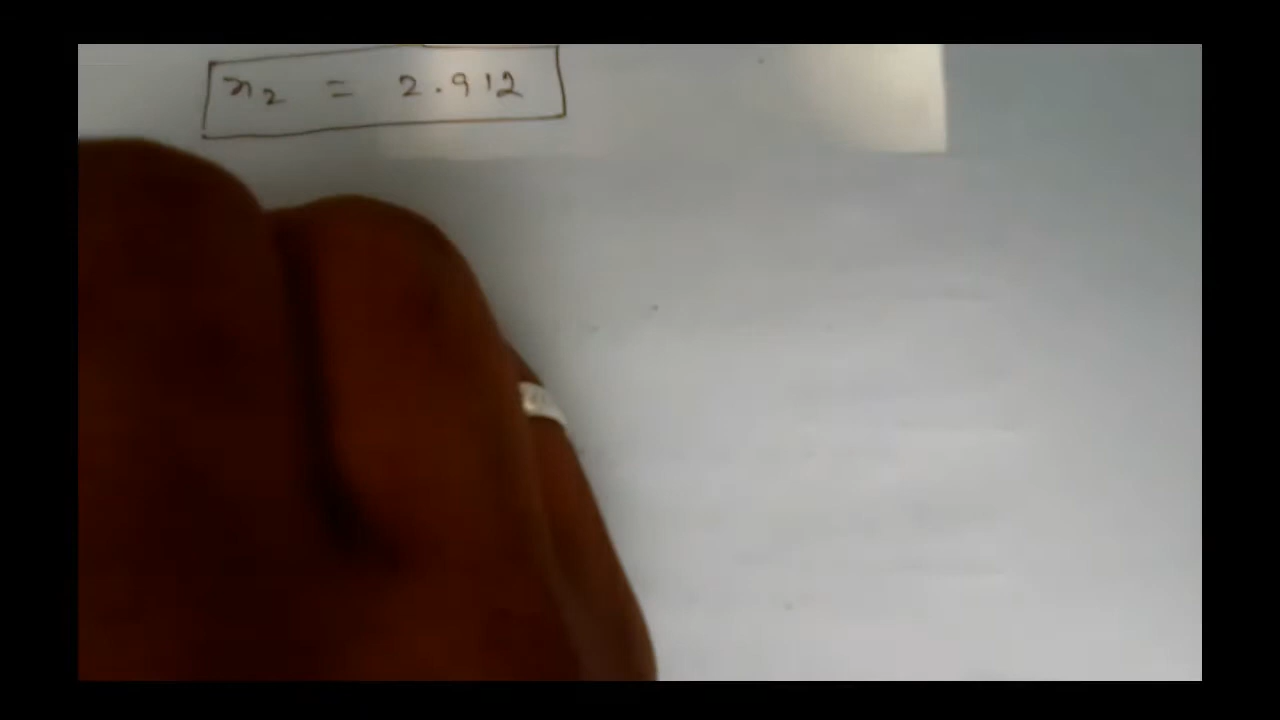 x₂ = 2.912